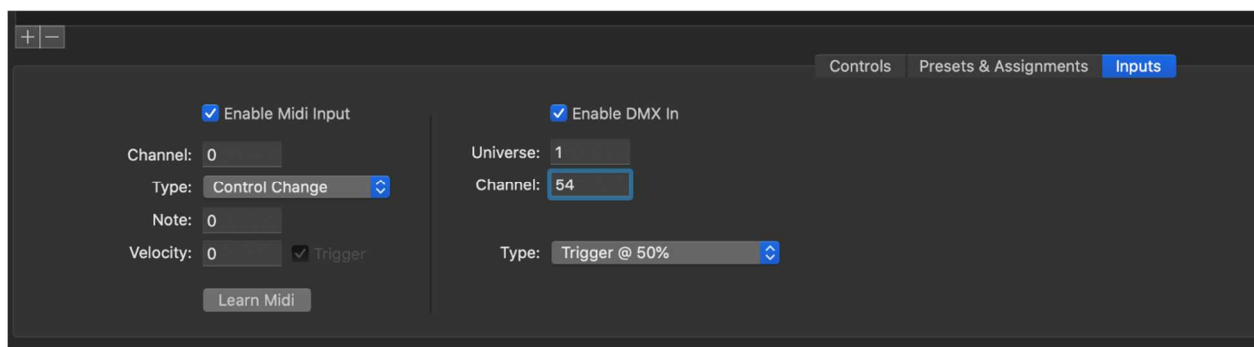 + −
Controls Presets & Assignments Inputs
Enable Midi Input
Channel: 0
Type: Control Change
Note: 0
Velocity: 0 Trigger
Learn Midi
Enable DMX In
Universe: 1
Channel: 54
Type: Trigger @ 50%